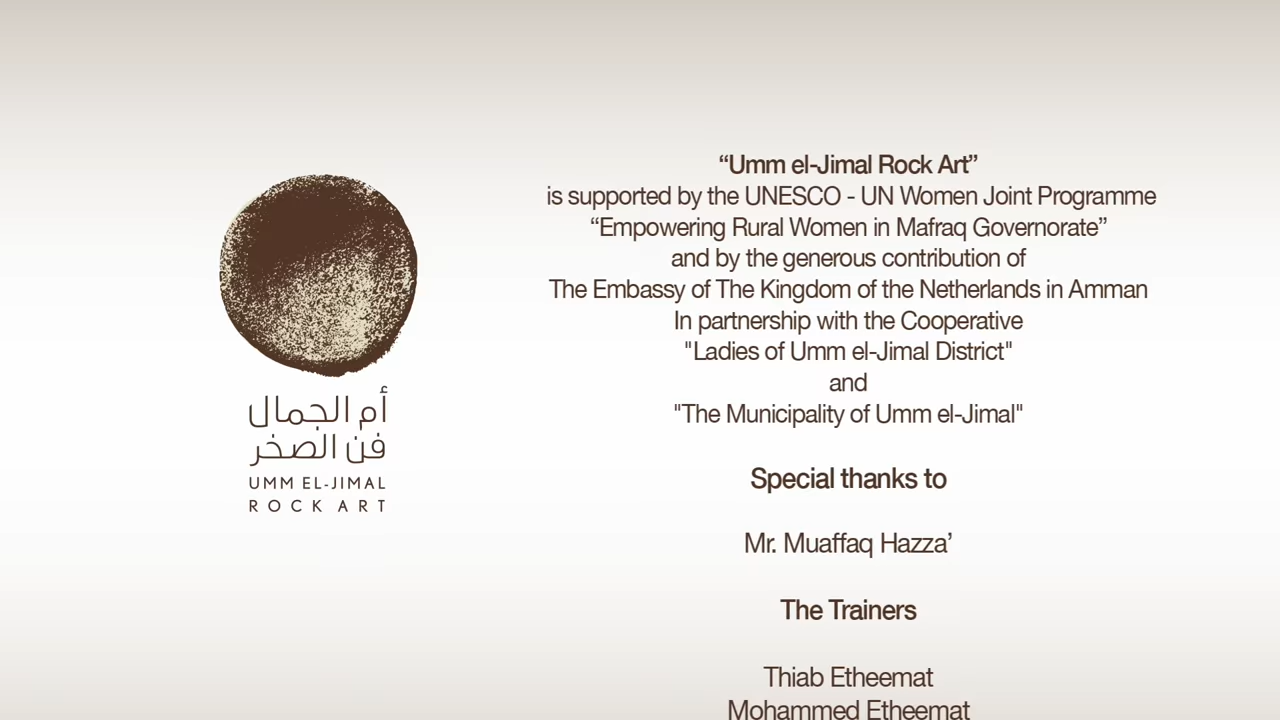 أم الجمال
فن الصخر
UMM EL-JIMAL
ROCK ART
“Umm el-Jimal Rock Art”
is supported by the UNESCO - UN Women Joint Programme
“Empowering Rural Women in Mafraq Governorate”
and by the generous contribution of
The Embassy of The Kingdom of the Netherlands in Amman
In partnership with the Cooperative
"Ladies of Umm el-Jimal District"
and
"The Municipality of Umm el-Jimal"
Special thanks to
Mr. Muaffaq Hazza’
The Trainers
Thiab Etheemat
Mohammed Etheemat